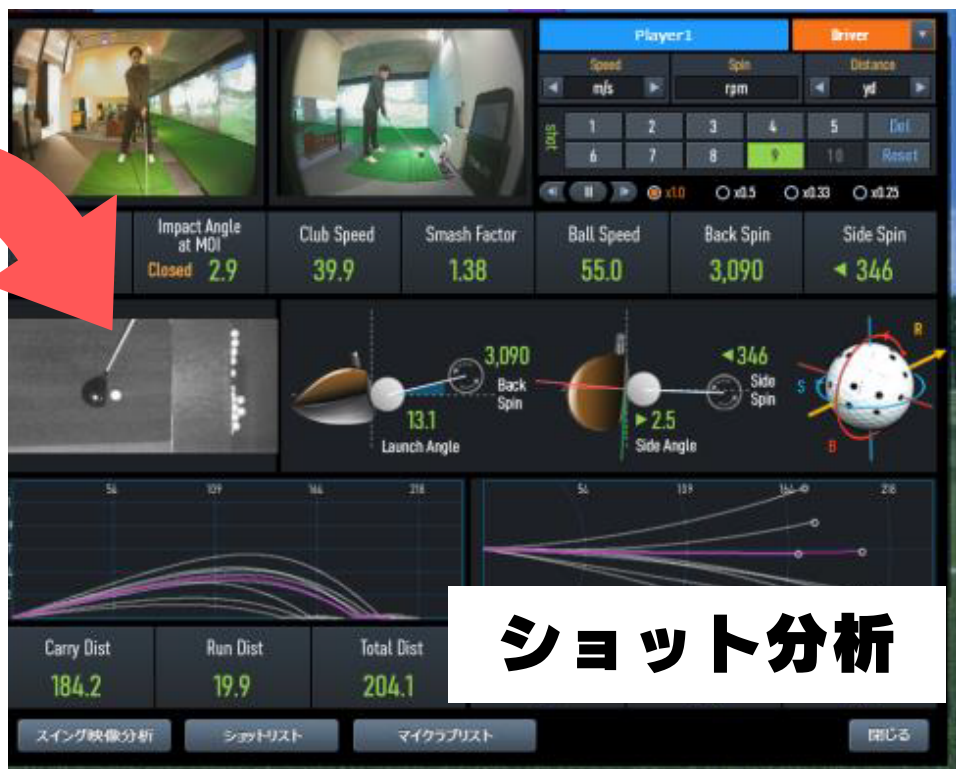 Player1
Driver
Speed
Spin
Distance
m/s
rpm
yd
shot
1 2 3 4 5 Del
6 7 8 9 10 Reset
x1.0 x0.5 x0.33 x0.25
Impact Angle
at MOI
Closed 2.9
Club Speed
39.9
Smash Factor
1.38
Ball Speed
55.0
Back Spin
3,090
Side Spin
◄ 346
3,090
Back
Spin
13.1
Launch Angle
◄346
Side
Spin
►2.5
Side Angle
R
S
B
54 109 164 218
54 109 164 218
ショット分析
Carry Dist
184.2
Run Dist
19.9
Total Dist
204.1
スイング映像分析
ショットリスト
マイクラブリスト
閉じる